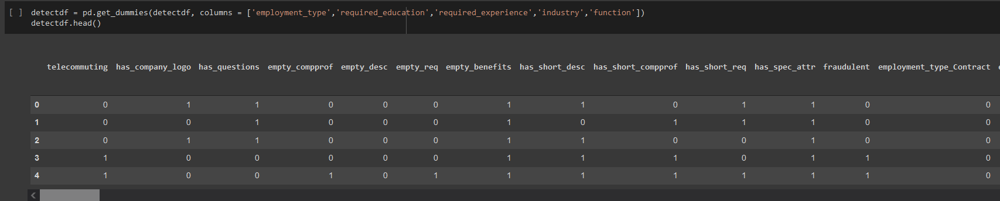 [ ] detectdf = pd.get_dummies(detectdf, columns = ['employment_type','required_education','required_experience','industry','function'])
detectdf.head()
telecommuting has_company_logo has_questions empty_compprof empty_desc empty_req empty_benefits has_short_desc has_short_compprof has_short_req has_spec_attr fraudulent employment_type_Contract
0 0 1 1 0 0 0 1 1 0 1 1 0 0
1 0 0 1 0 0 0 1 0 1 1 1 0 0
2 0 1 1 0 0 0 1 1 0 0 1 0 0
3 1 0 0 0 0 0 1 1 1 0 1 1 0
4 1 0 0 1 0 1 1 1 1 1 1 1 0